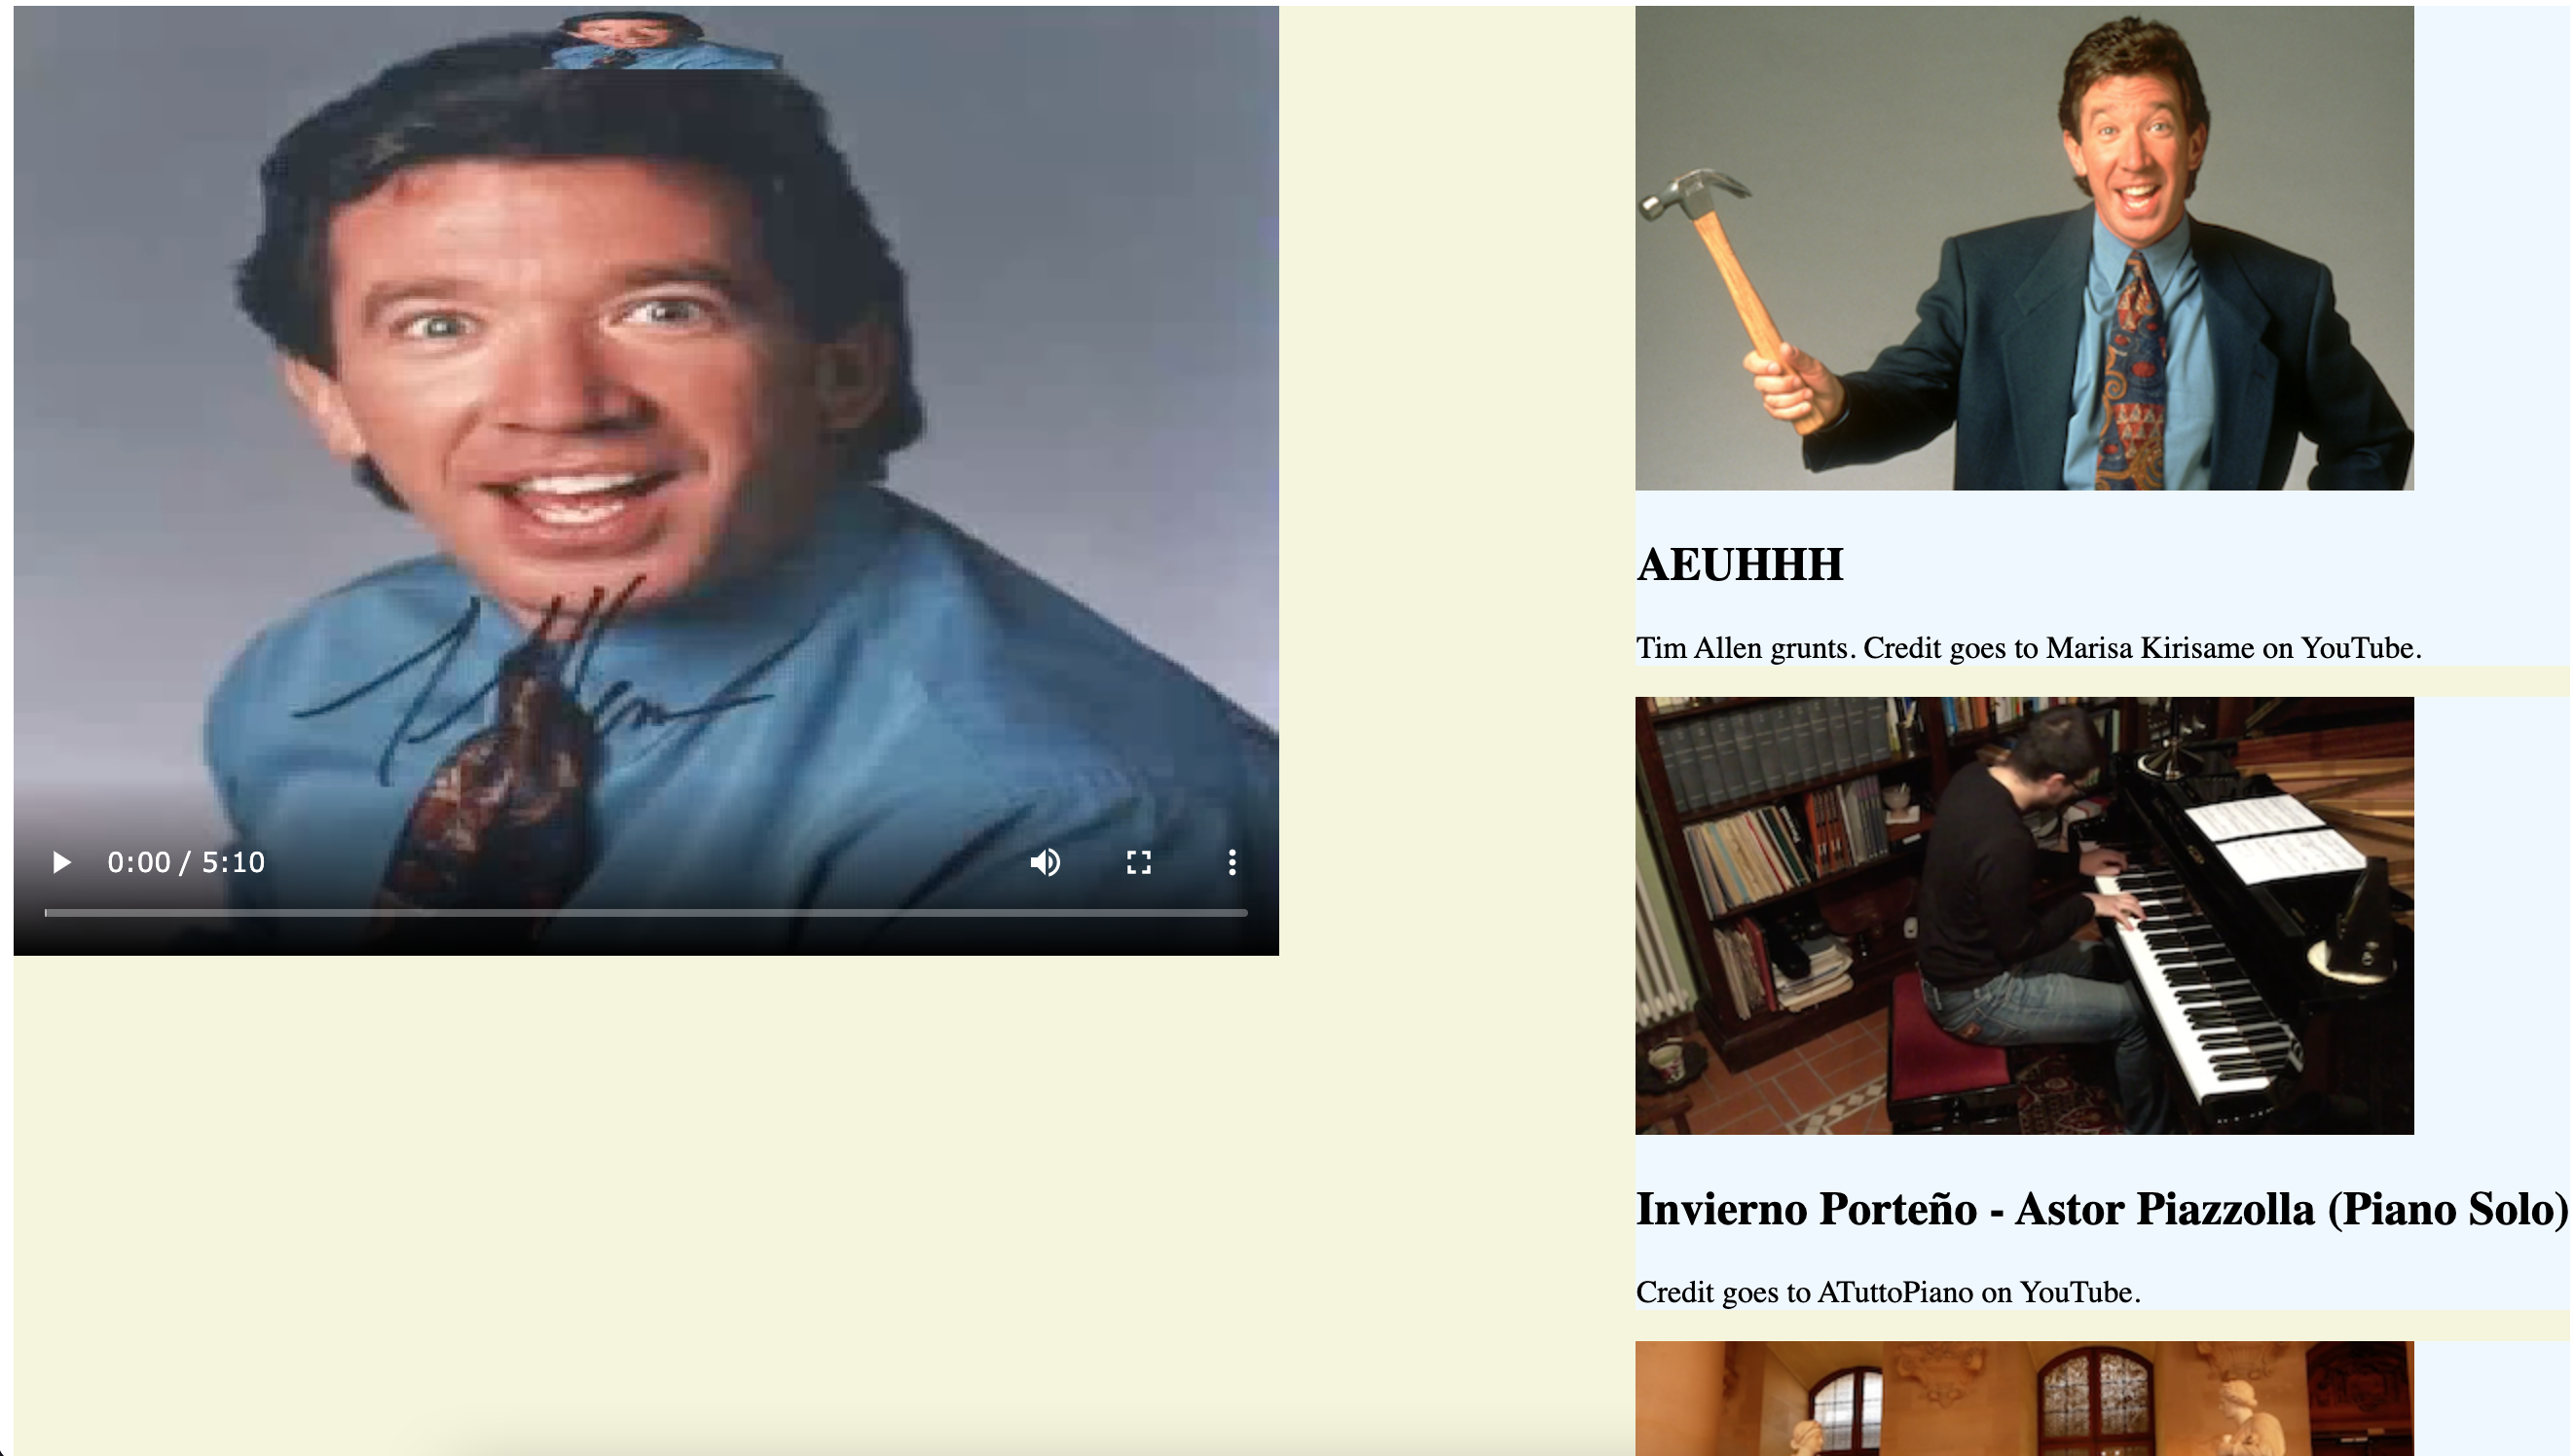 0:00 / 5:10
AEUHHH
Tim Allen grunts. Credit goes to Marisa Kirisame on YouTube.
Invierno Porteño - Astor Piazzolla (Piano Solo)
Credit goes to ATuttoPiano on YouTube.